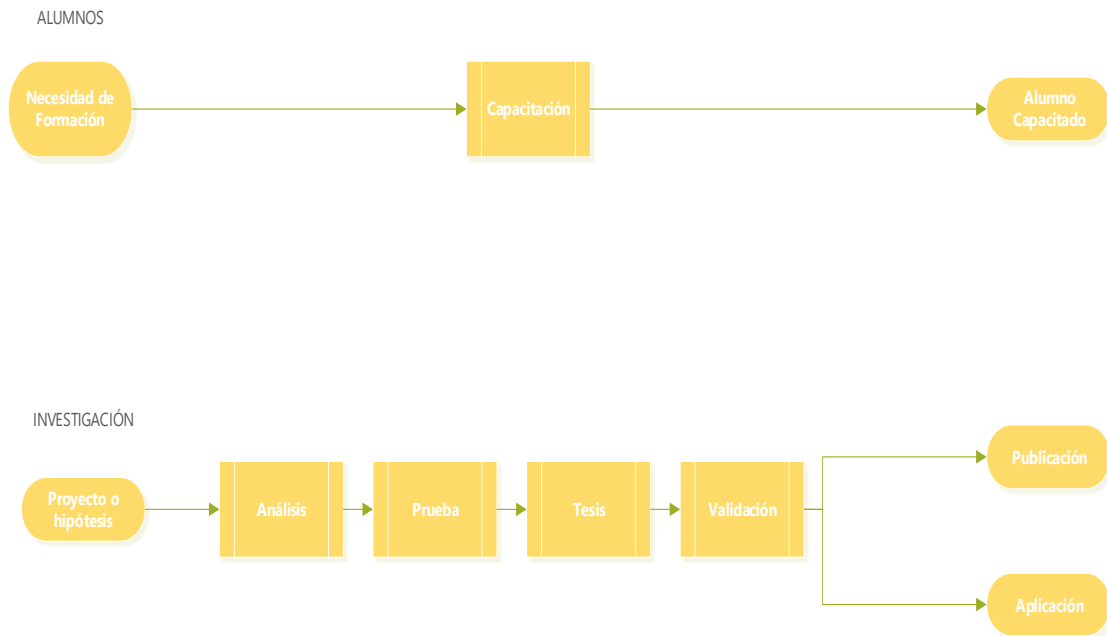 ALUMNOS
Necesidad de
Formación
Capacitación
Alumno
Capacitado
INVESTIGACIÓN
Proyecto o
hipótesis
Análisis
Prueba
Tesis
Validación
Publicación
Aplicación